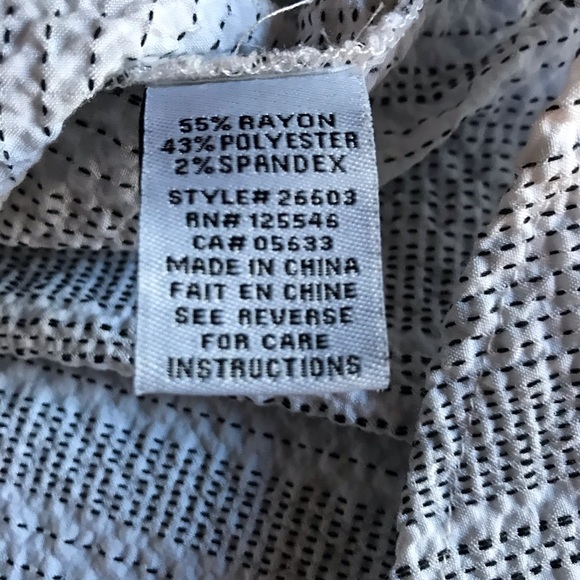 55% RAYON
43% POLYESTER
2% SPANDEX
STYLE# 26603
RN# 125546
CA# 05633
MADE IN CHINA
FAIT EN CHINE
SEE REVERSE
FOR CARE
INSTRUCTIONS